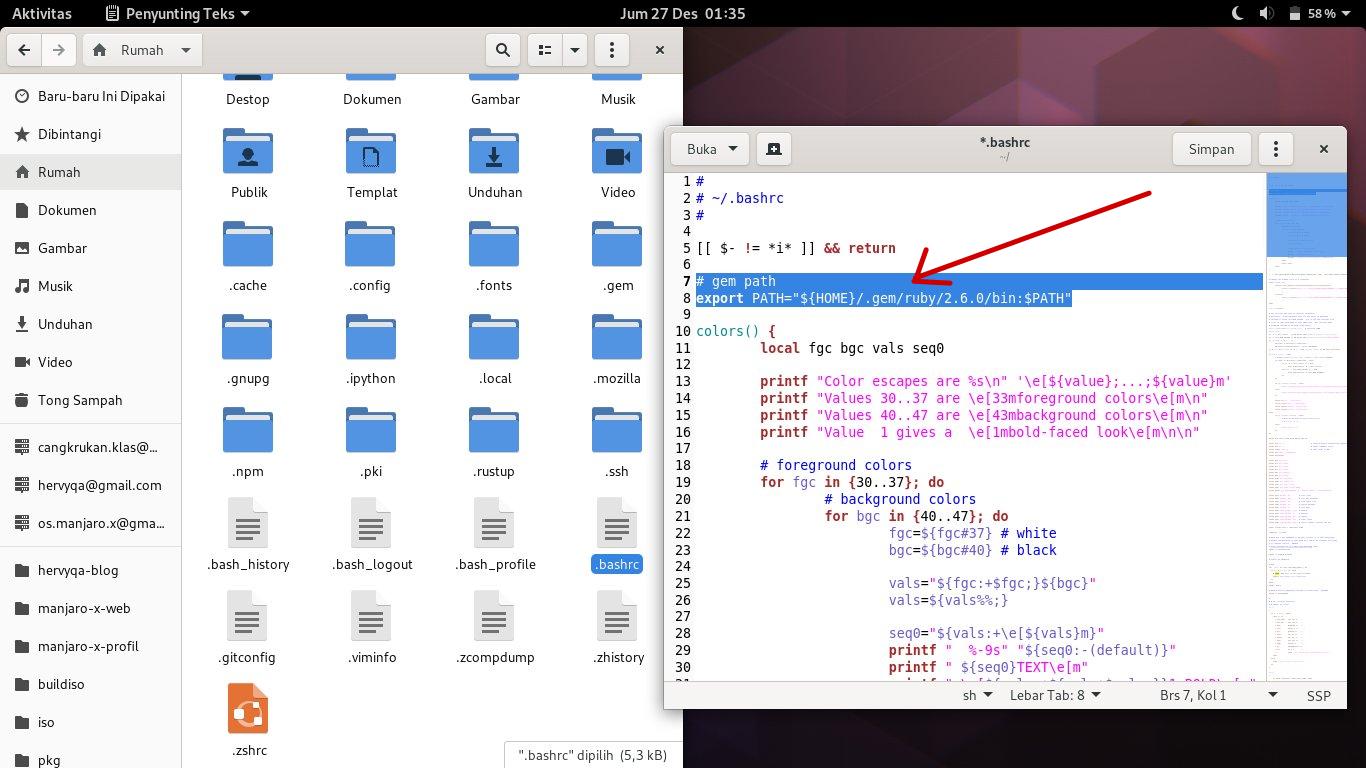 Aktivitas
Penyunting Teks
Jum 27 Des 01:35
58 %
Rumah
Baru-baru Ini Dipakai
Dibintangi
Rumah
Dokumen
Gambar
Musik
Unduhan
Video
Tong Sampah
cangkrukan.klas@...
hervyqa@gmail.com
os.manjaro.x@gma...
hervyqa-blog
manjaro-x-web
manjaro-x-profil
buildiso
iso
pkg
Destop
Dokumen
Gambar
Musik
Publik
Templat
Unduhan
Video
.cache
.config
.fonts
.gem
.gnupg
.ipython
.local
.mozilla
.npm
.pki
.rustup
.ssh
.bash_history
.bash_logout
.bash_profile
.bashrc
.gitconfig
.viminfo
.zcompdump
.zhistory
.zshrc
".bashrc" dipilih (5,3 kB)
Buka
*.bashrc
~/
Simpan
1 #
2 # ~/.bashrc
3 #
4
5 [[ $- != *i* ]] && return
6
7 # gem path
8 export PATH="${HOME}/.gem/ruby/2.6.0/bin:$PATH"
9
10 colors() {
11 local fgc bgc vals seq0
12
13 printf "Color escapes are %s\n" '\e[${value};...;${value}m'
14 printf "Values 30..37 are \e[33mforeground colors\e[m\n"
15 printf "Values 40..47 are \e[43mbackground colors\e[m\n"
16 printf "Value  1 gives a  \e[1mbold-faced look\e[m\n\n"
17
18 # foreground colors
19 for fgc in {30..37}; do
20 # background colors
21 for bgc in {40..47}; do
22 fgc=${fgc#37} # white
23 bgc=${bgc#40} # black
24
25 vals="${fgc:+$fgc;}${bgc}"
26 vals=${vals%%;}
27
28 seq0="${vals:+\e[${vals}m}"
29 printf "  %-9s" "${seq0:-(default)}"
30 printf " ${seq0}TEXT\e[m"
sh
Lebar Tab: 8
Brs 7, Kol 1
SSP